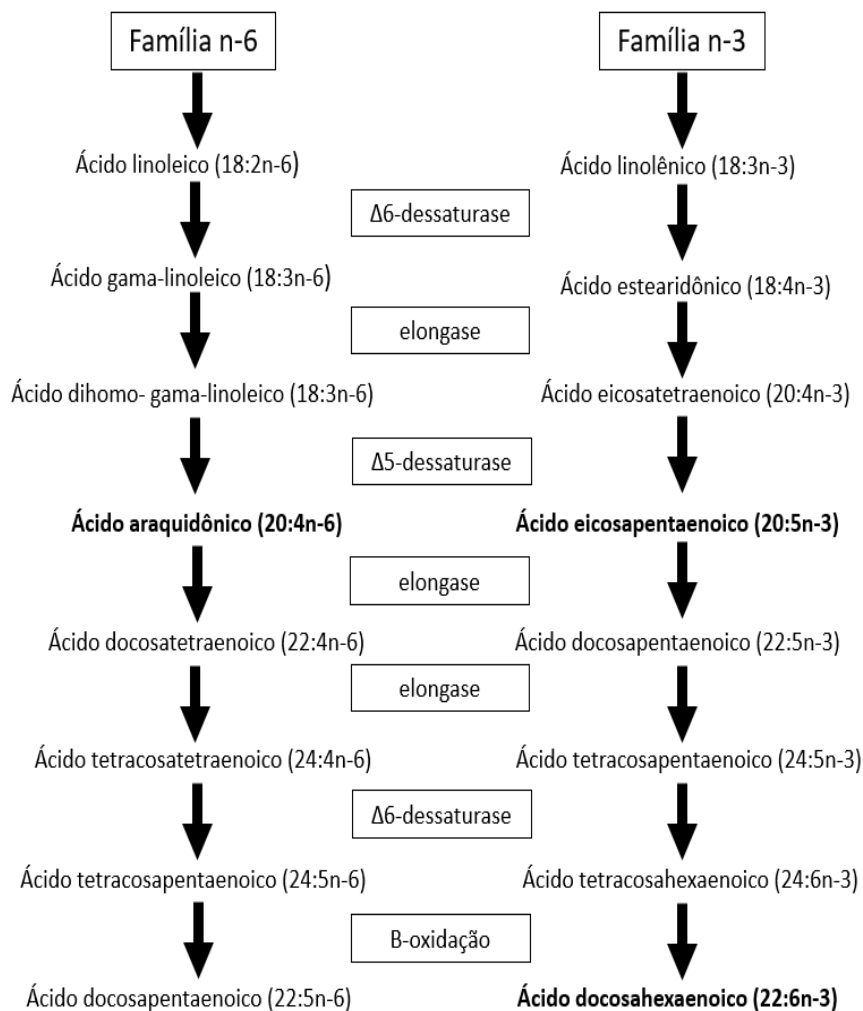 Família n-6
Família n-3
Ácido linoleico (18:2n-6)
Ácido linolênico (18:3n-3)
Δ6-dessaturase
Ácido gama-linoleico (18:3n-6)
Ácido estearidônico (18:4n-3)
elongase
Ácido dihomo- gama-linoleico (18:3n-6)
Ácido eicosatetraenoico (20:4n-3)
Δ5-dessaturase
Ácido araquidônico (20:4n-6)
Ácido eicosapentaenoico (20:5n-3)
elongase
Ácido docosatetraenoico (22:4n-6)
Ácido docosapentaenoico (22:5n-3)
elongase
Ácido tetracosatetraenoico (24:4n-6)
Ácido tetracosapentaenoico (24:5n-3)
Δ6-dessaturase
Ácido tetracosapentaenoico (24:5n-6)
Ácido tetracosahexaenoico (24:6n-3)
B-oxidação
Ácido docosapentaenoico (22:5n-6)
Ácido docosahexaenoico (22:6n-3)